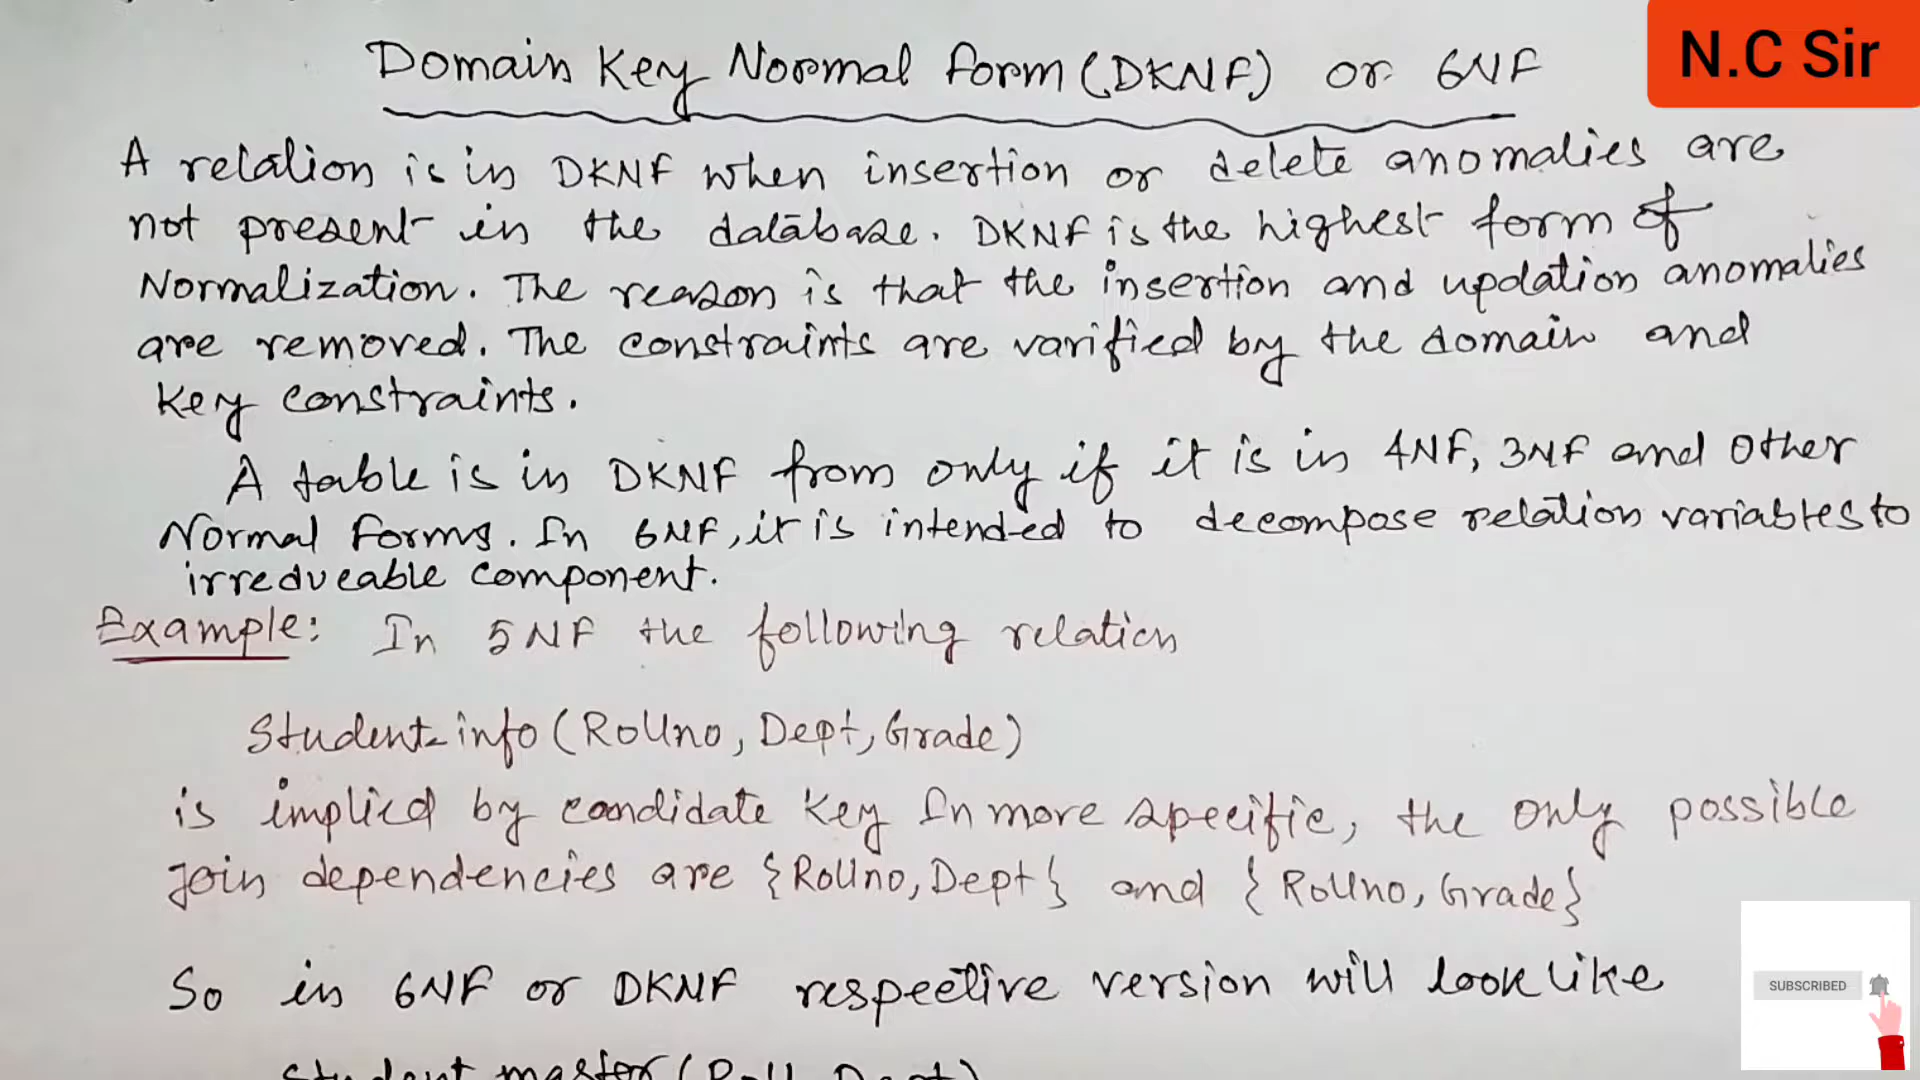 N.C Sir
Domain Key Normal Form (DKNF) or 6NF
A relation is in DKNF when insertion or delete anomalies are
not present in the database. DKNF is the highest form of
Normalization. The reason is that the insertion and updation anomalies
are removed. The constraints are varified by the domain and
Key constraints.
A table is in DKNF from only if it is in 4NF, 3NF and other
Normal forms. In 6NF, it is intended to decompose relation variables to
irreduceable component.
Example: In 5NF the following relation
Student-info (Rollno, Dept, Grade)
is implied by candidate key In more specific, the only possible
join dependencies are {Rollno, Dept} and {Rollno, Grade}
So in 6NF or DKNF respective version will look like
Student master (Roll, Dept)
SUBSCRIBED